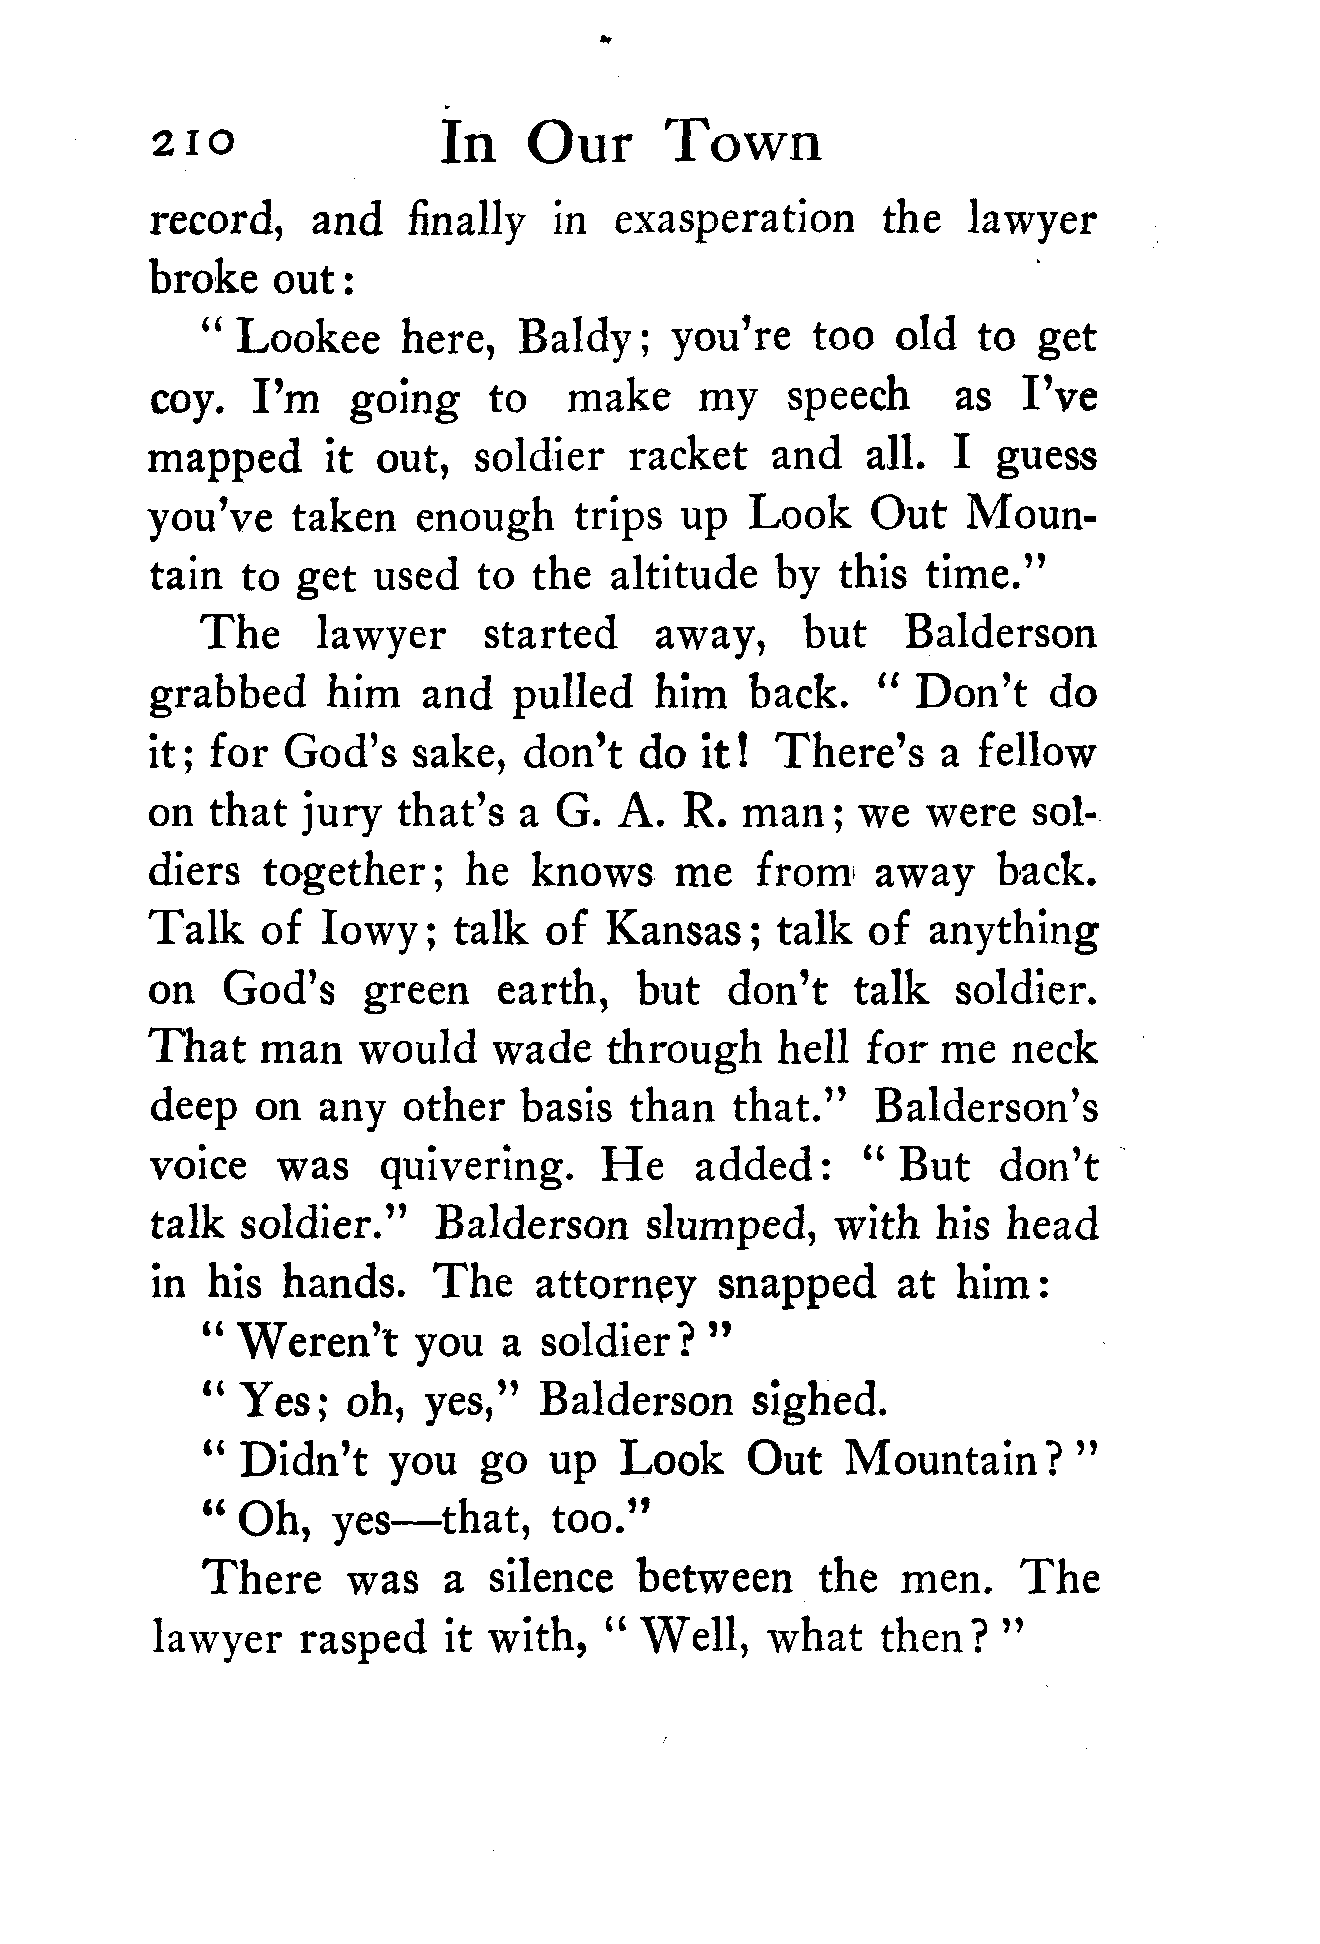 210 In Our Town
record, and finally in exasperation the lawyer
broke out:
" Lookee here, Baldy; you're too old to get
coy. I'm going to make my speech as I've
mapped it out, soldier racket and all. I guess
you've taken enough trips up Look Out Moun-
tain to get used to the altitude by this time."
The lawyer started away, but Balderson
grabbed him and pulled him back. " Don't do
it; for God's sake, don't do it! There's a fellow
on that jury that's a G. A. R. man; we were sol-
diers together; he knows me from away back.
Talk of Iowy; talk of Kansas; talk of anything
on God's green earth, but don't talk soldier.
That man would wade through hell for me neck
deep on any other basis than that." Balderson's
voice was quivering. He added: " But don't
talk soldier." Balderson slumped, with his head
in his hands. The attorney snapped at him:
" Weren't you a soldier? "
" Yes; oh, yes," Balderson sighed.
" Didn't you go up Look Out Mountain? "
" Oh, yes—that, too."
There was a silence between the men. The
lawyer rasped it with, " Well, what then? "